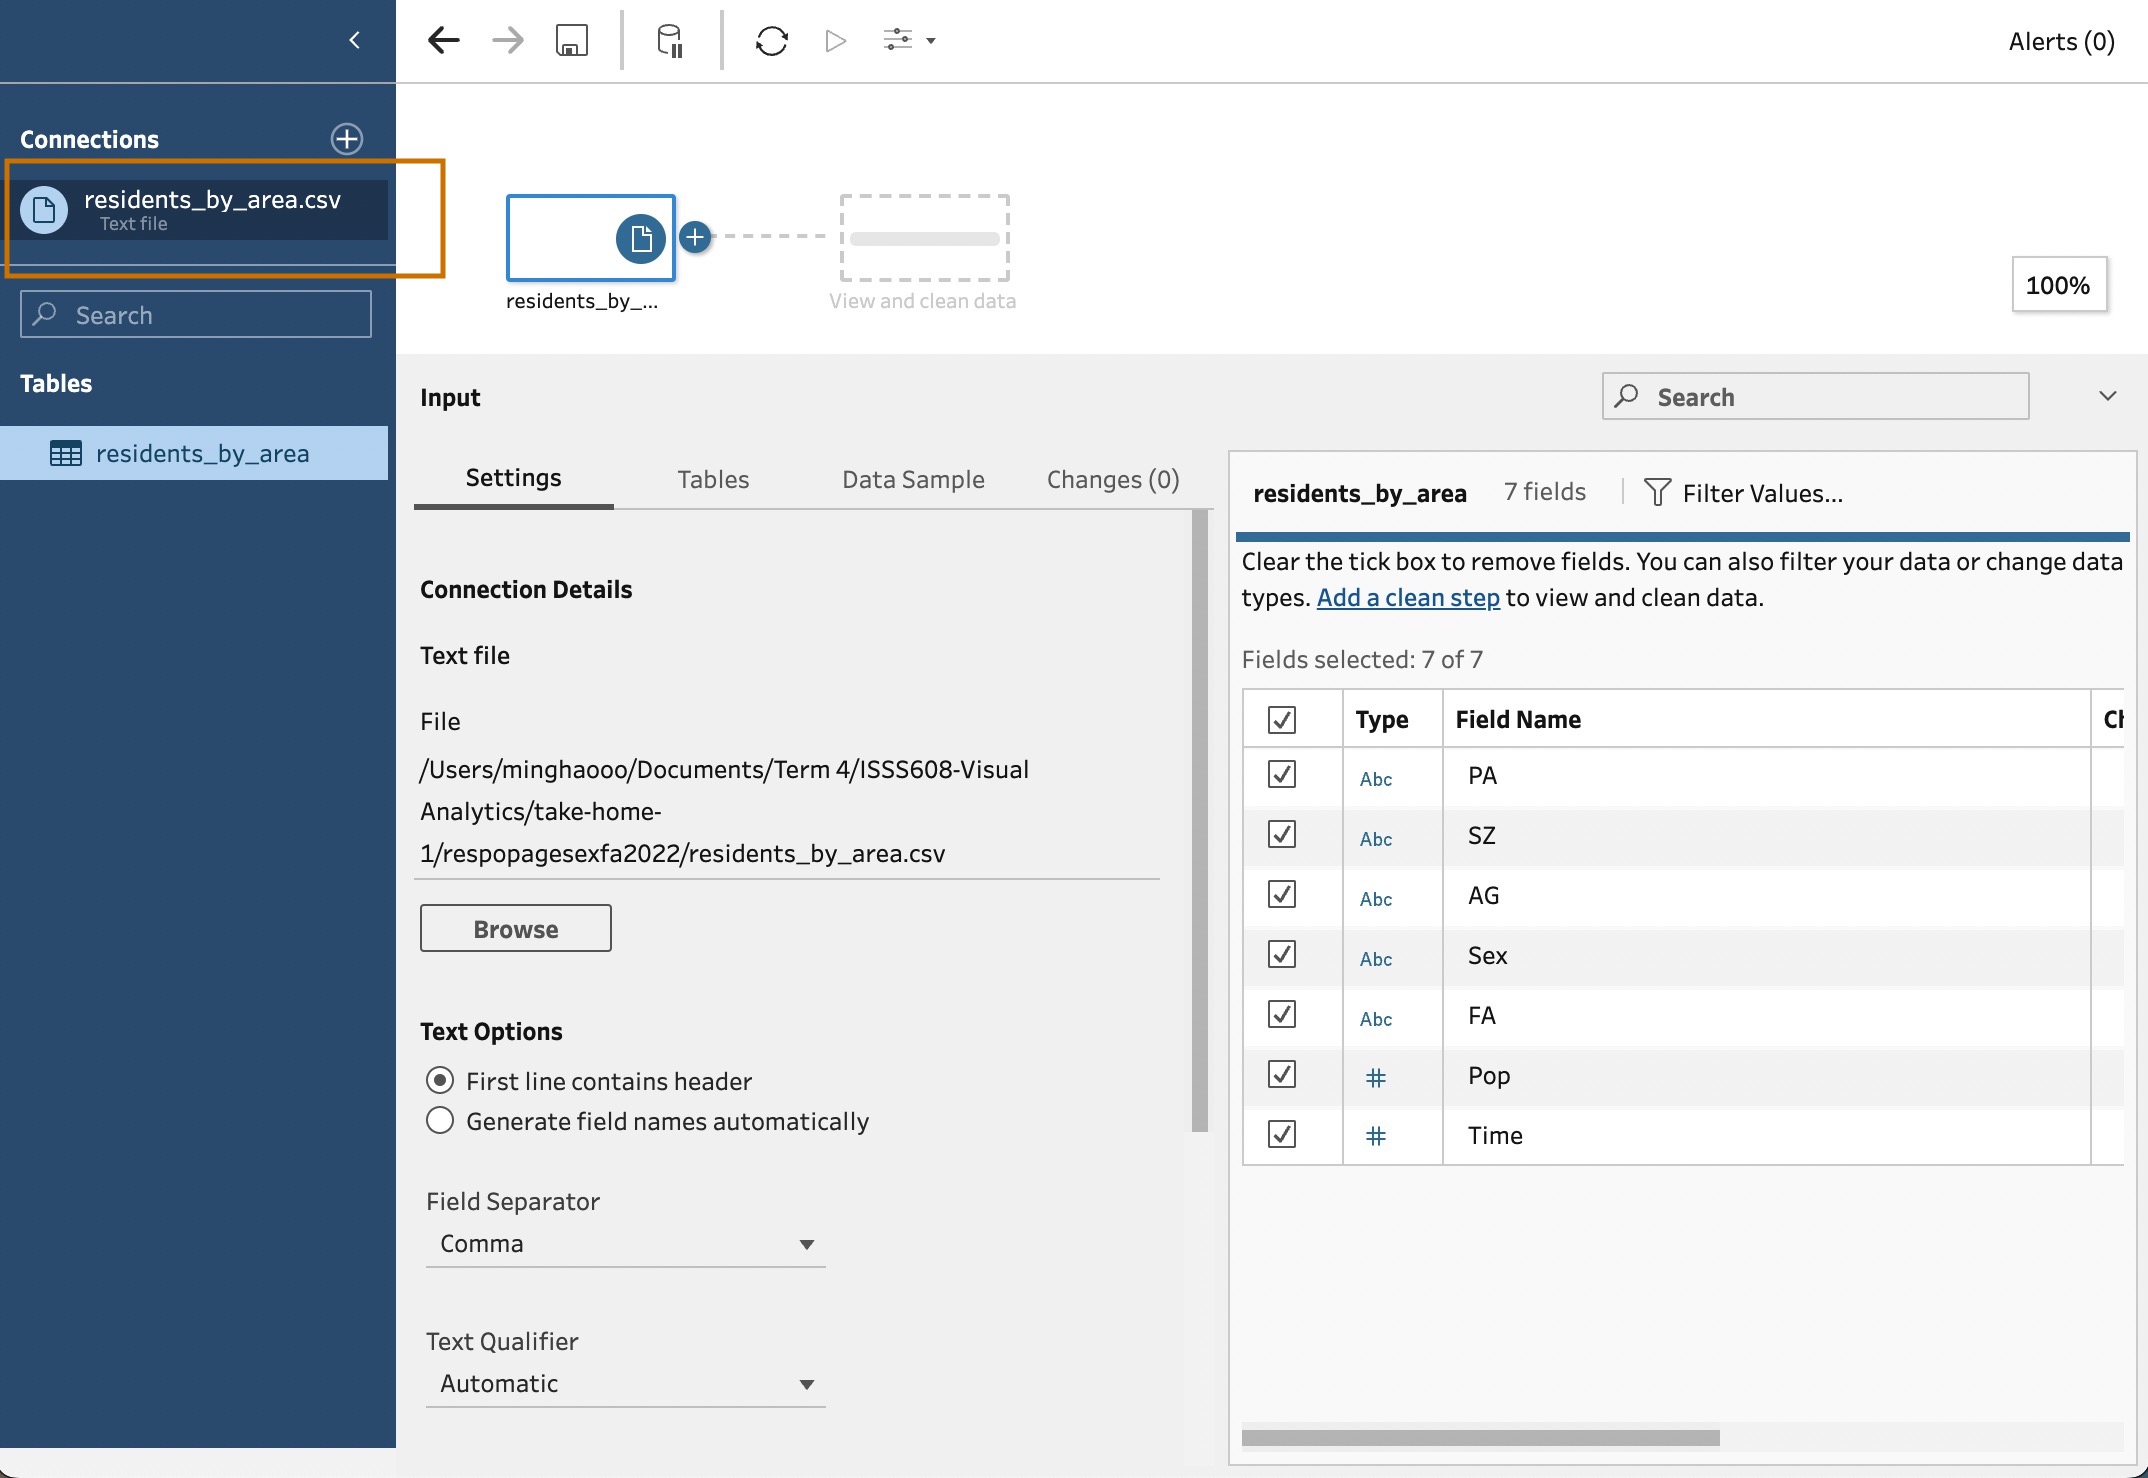 Alerts (0)
Connections
residents_by_area.csv
Text file
Search
Tables
residents_by_area
residents_by_...
View and clean data
100%
Input
Search
Settings
Tables
Data Sample
Changes (0)
Connection Details
Text file
File
/Users/minghaooo/Documents/Term 4/ISSS608-Visual
Analytics/take-home-
1/respopagesexfa2022/residents_by_area.csv
Browse
Text Options
First line contains header
Generate field names automatically
Field Separator
Comma
Text Qualifier
Automatic
residents_by_area 7 fields Filter Values...
Clear the tick box to remove fields. You can also filter your data or change data
types. Add a clean step to view and clean data.
Fields selected: 7 of 7
Type Field Name
Abc PA
Abc SZ
Abc AG
Abc Sex
Abc FA
# Pop
# Time